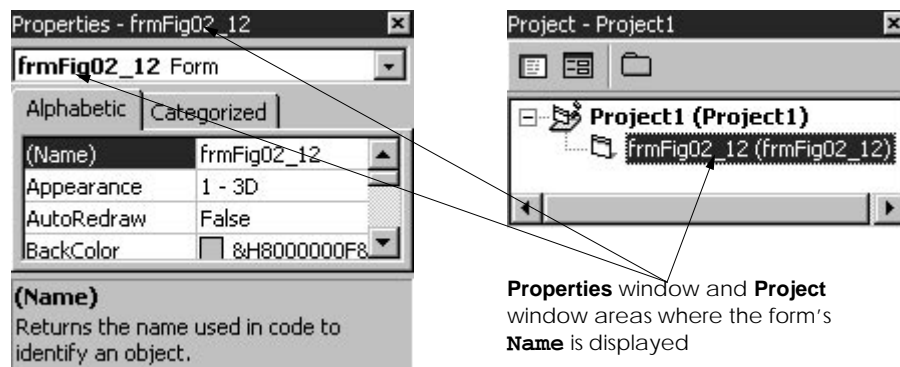 Properties - frmFig02_12
frmFig02_12 Form
Alphabetic Categorized
(Name) frmFig02_12
Appearance 1 - 3D
AutoRedraw False
BackColor &H8000000F&
(Name)
Returns the name used in code to
identify an object.
Project - Project1
Project1 (Project1)
frmFig02_12 (frmFig02_12)
Properties window and Project
window areas where the form's
Name is displayed